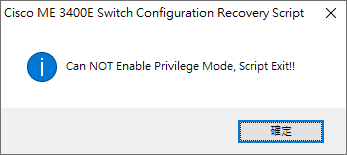 Cisco ME 3400E Switch Configuration Recovery Script
Can NOT Enable Privilege Mode, Script Exit!!
確定